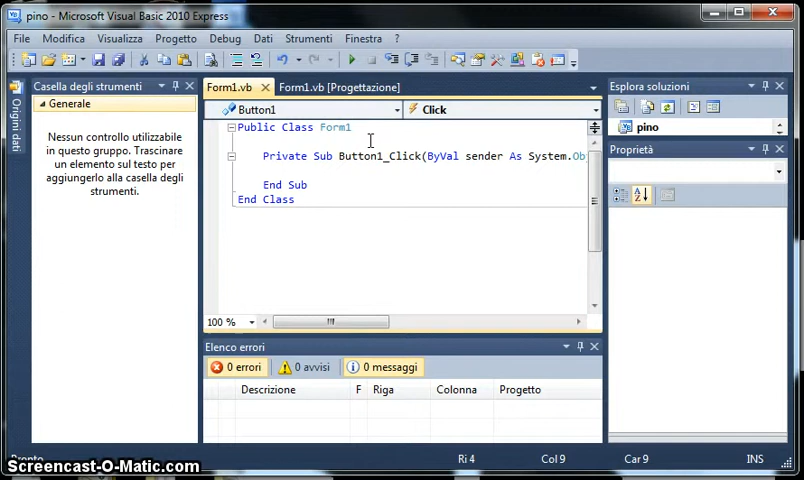 pino - Microsoft Visual Basic 2010 Express
File Modifica Visualizza Progetto Debug Dati Strumenti Finestra ?
Origini dati
Casella degli strumenti
Generale
Nessun controllo utilizzabile
in questo gruppo. Trascinare
un elemento sul testo per
aggiungerlo alla casella degli
strumenti.
Form1.vb Form1.vb [Progettazione]
Button1 Click
Public Class Form1
Private Sub Button1_Click(ByVal sender As System.Obj
End Sub
End Class
100 %
Elenco errori
0 errori 0 avvisi 0 messaggi
Descrizione F Riga Colonna Progetto
Esplora soluzioni
pino
Proprietà
Ri 4 Col 9 Car 9 INS
Screencast-O-Matic.com